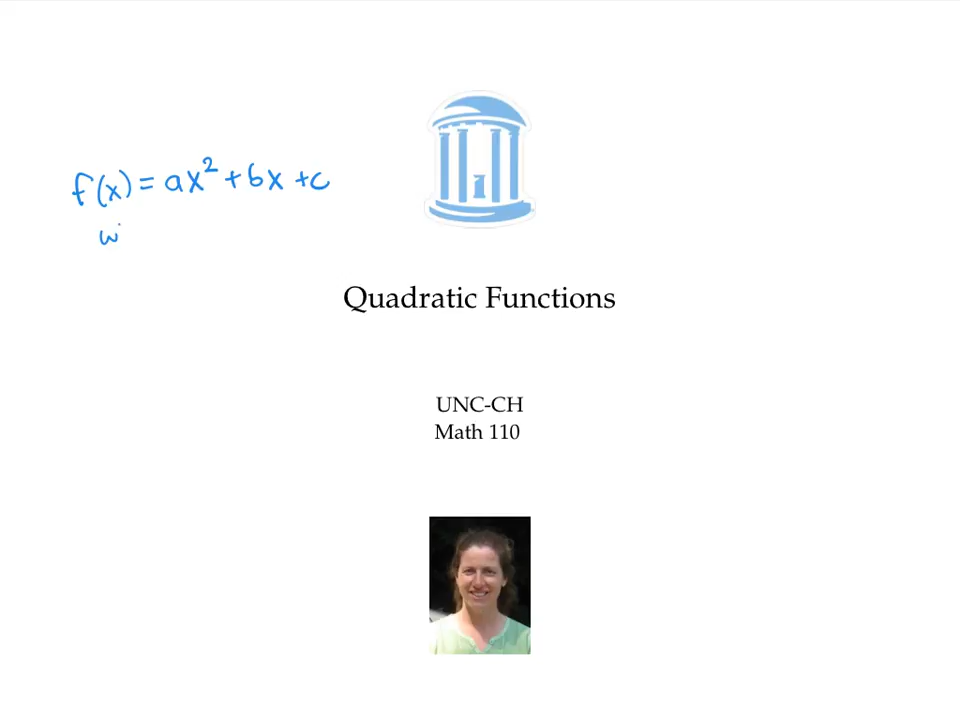 f(x) = ax² + bx + c
Quadratic Functions
UNC-CH
Math 110